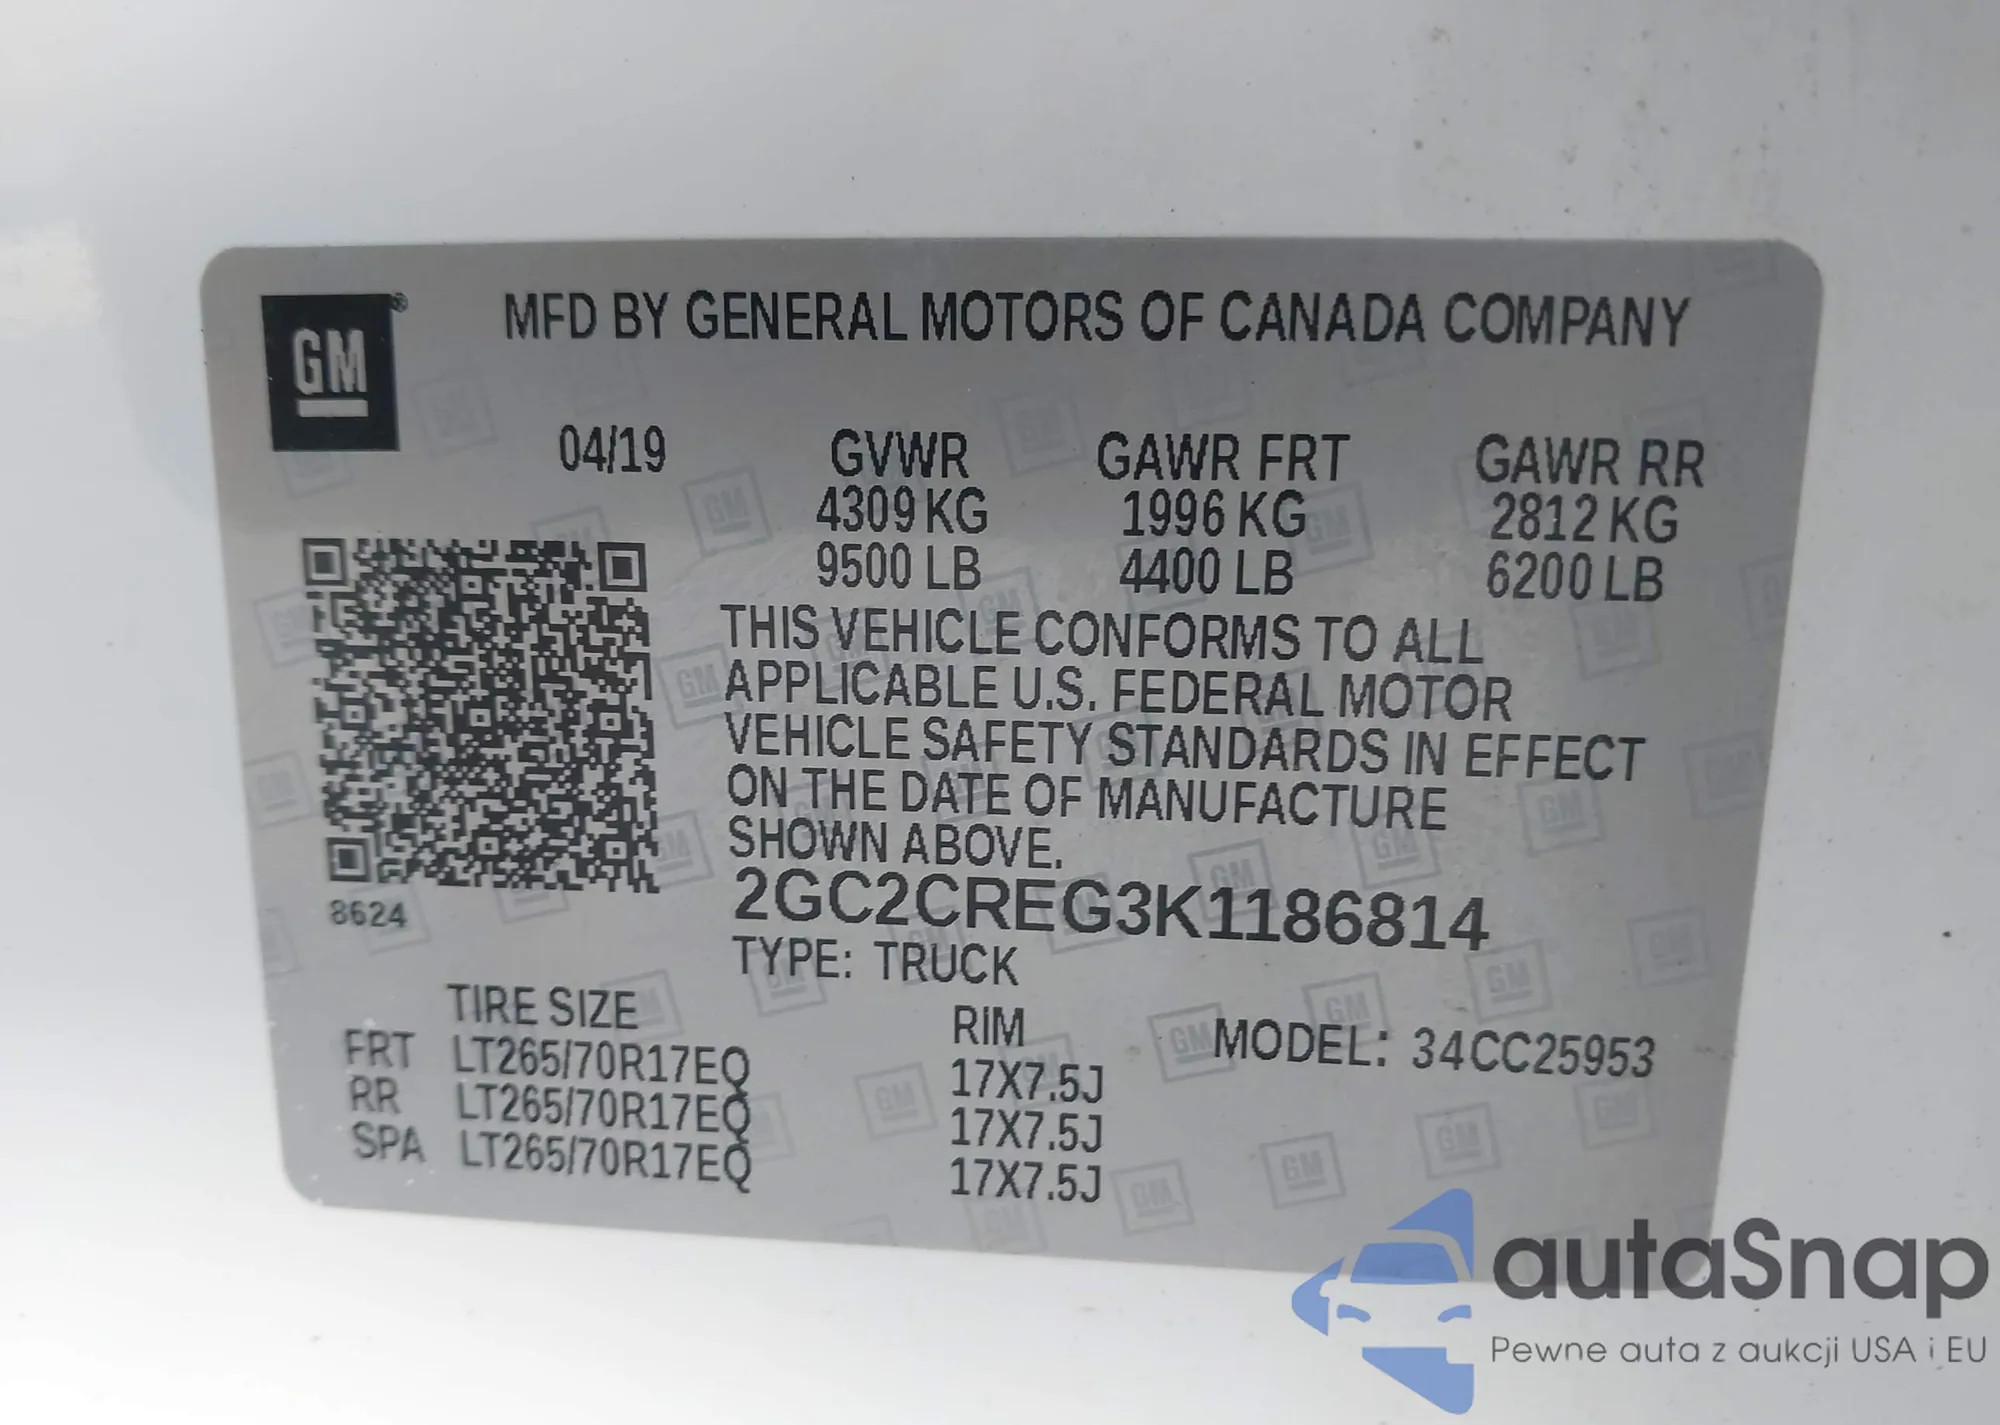 GM®
MFD BY GENERAL MOTORS OF CANADA COMPANY
04/19 GVWR GAWR FRT GAWR RR
4309 KG 1996 KG 2812 KG
9500 LB 4400 LB 6200 LB
THIS VEHICLE CONFORMS TO ALL
APPLICABLE U.S. FEDERAL MOTOR
VEHICLE SAFETY STANDARDS IN EFFECT
ON THE DATE OF MANUFACTURE
SHOWN ABOVE.
8624
2GC2CREG3K1186814
TYPE: TRUCK
TIRE SIZE RIM MODEL: 34CC25953
FRT LT265/70R17EQ 17X7.5J
RR LT265/70R17EQ 17X7.5J
SPA LT265/70R17EQ 17X7.5J
autaSnap
Pewne auta z aukcji USA i EU